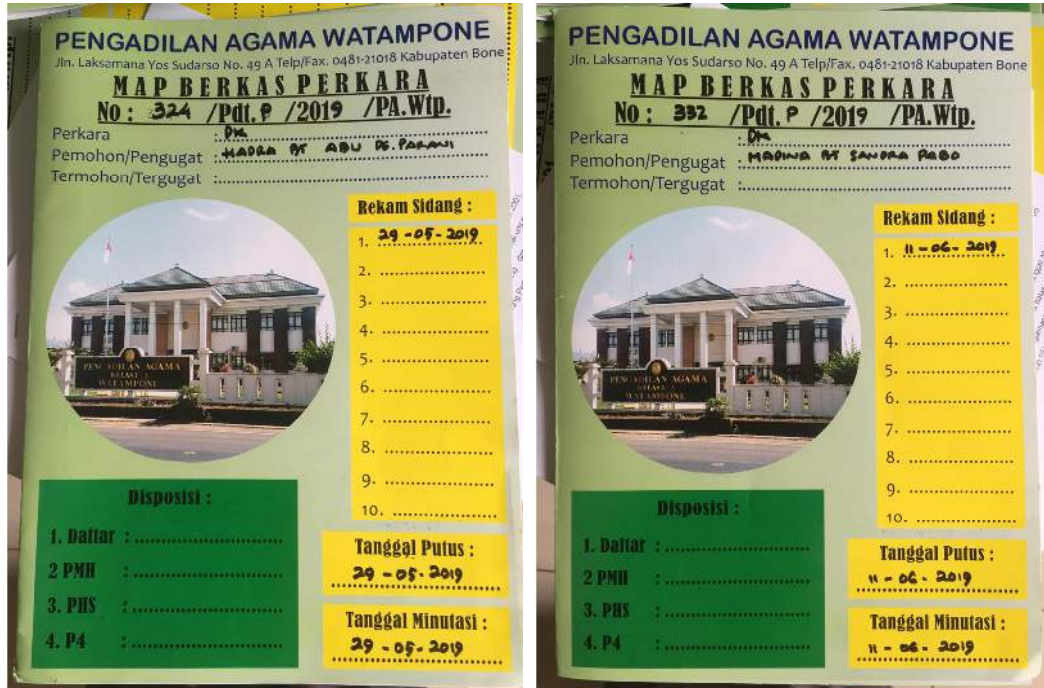 PENGADILAN AGAMA WATAMPONE
Jln. Laksamana Yos Sudarso No. 49 A Telp/Fax. 0481-21018 Kabupaten Bone
MAP BERKAS PERKARA
No : 324 /Pdt.P /2019 /PA.Wtp.
Perkara : DK
Pemohon/Pengugat : HADRA BT ABU DG. PARANI
Termohon/Tergugat :
Rekam Sidang :
1. 29-05-2019
2.
3.
4.
5.
6.
7.
8.
9.
10.
PENGADILAN AGAMA
KELAS I
WATAMPONE
Disposisi :
1. Daftar :
2 PMH :
3. PHS :
4. P4 :
Tanggal Putus :
29-05-2019
Tanggal Minutasi :
29-05-2019
PENGADILAN AGAMA WATAMPONE
Jln. Laksamana Yos Sudarso No. 49 A Telp/Fax. 0481-21018 Kabupaten Bone
MAP BERKAS PERKARA
No : 332 /Pdt.P /2019 /PA.Wtp.
Perkara : DK
Pemohon/Pengugat : MADINA BT SANDRA PABO
Termohon/Tergugat :
Rekam Sidang :
1. 11-06-2019
2.
3.
4.
5.
6.
7.
8.
9.
10.
PENGADILAN AGAMA
KELAS I
WATAMPONE
Disposisi :
1. Daftar :
2 PMH :
3. PHS :
4. P4 :
Tanggal Putus :
11-06-2019
Tanggal Minutasi :
11-06-2019